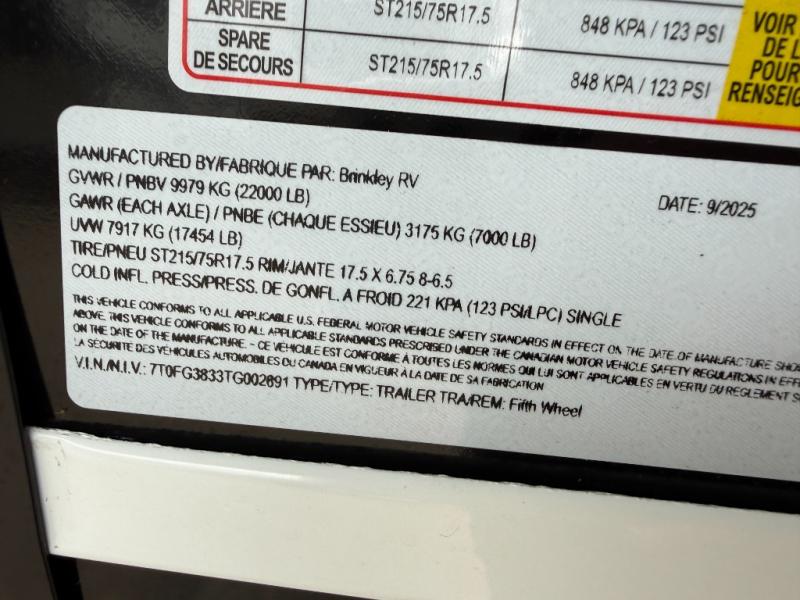 ARRIÈRE ST215/75R17.5 848 KPA / 123 PSI
SPARE
DE SECOURS ST215/75R17.5 848 KPA / 123 PSI
VOIR
DE L
POUR
RENSEIG
MANUFACTURED BY/FABRIQUE PAR: Brinkley RV
DATE: 9/2025
GVWR / PNBV 9979 KG (22000 LB)
GAWR (EACH AXLE) / PNBE (CHAQUE ESSIEU) 3175 KG (7000 LB)
UVW 7917 KG (17454 LB)
TIRE/PNEU ST215/75R17.5 RIM/JANTE 17.5 X 6.75 8-6.5
COLD INFL. PRESS/PRESS. DE GONFL. A FROID 221 KPA (123 PSI/LPC) SINGLE
THIS VEHICLE CONFORMS TO ALL APPLICABLE U.S. FEDERAL MOTOR VEHICLE SAFETY STANDARDS IN EFFECT ON THE DATE OF MANUFACTURE SHO
ABOVE. THIS VEHICLE CONFORMS TO ALL APPLICABLE STANDARDS PRESCRISED UNDER THE CANADIAN MOTOR VEHICLE SAFETY REGULATIONS IN EFF
ON THE DATE OF THE MANUFACTURE. - CE VÉHICULE EST CONFORME À TOUTES LES NORMES QUI LUI SONT APPLICABLES EN VERTU DU REGLEMENT S
LA SÉCURITÉ DES VÉHICULES AUTOMOBILES DU CANADA EN VIGUEUR À LA DATE DE SA FABRICATION
V.I.N./N.I.V.: 7T0FG3833TG002691 TYPE/TYPE: TRAILER TRA/REM: Fifth Wheel